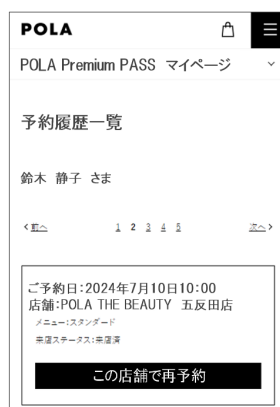 POLA
POLA Premium PASS マイページ
予約履歴一覧
鈴木 静子 さま
<前へ 1 2 3 4 5 次へ>
ご予約日:2024年7月10日10:00
店舗:POLA THE BEAUTY 五反田店
メニュー:スタンダード
来店ステータス:来店済
この店舗で再予約